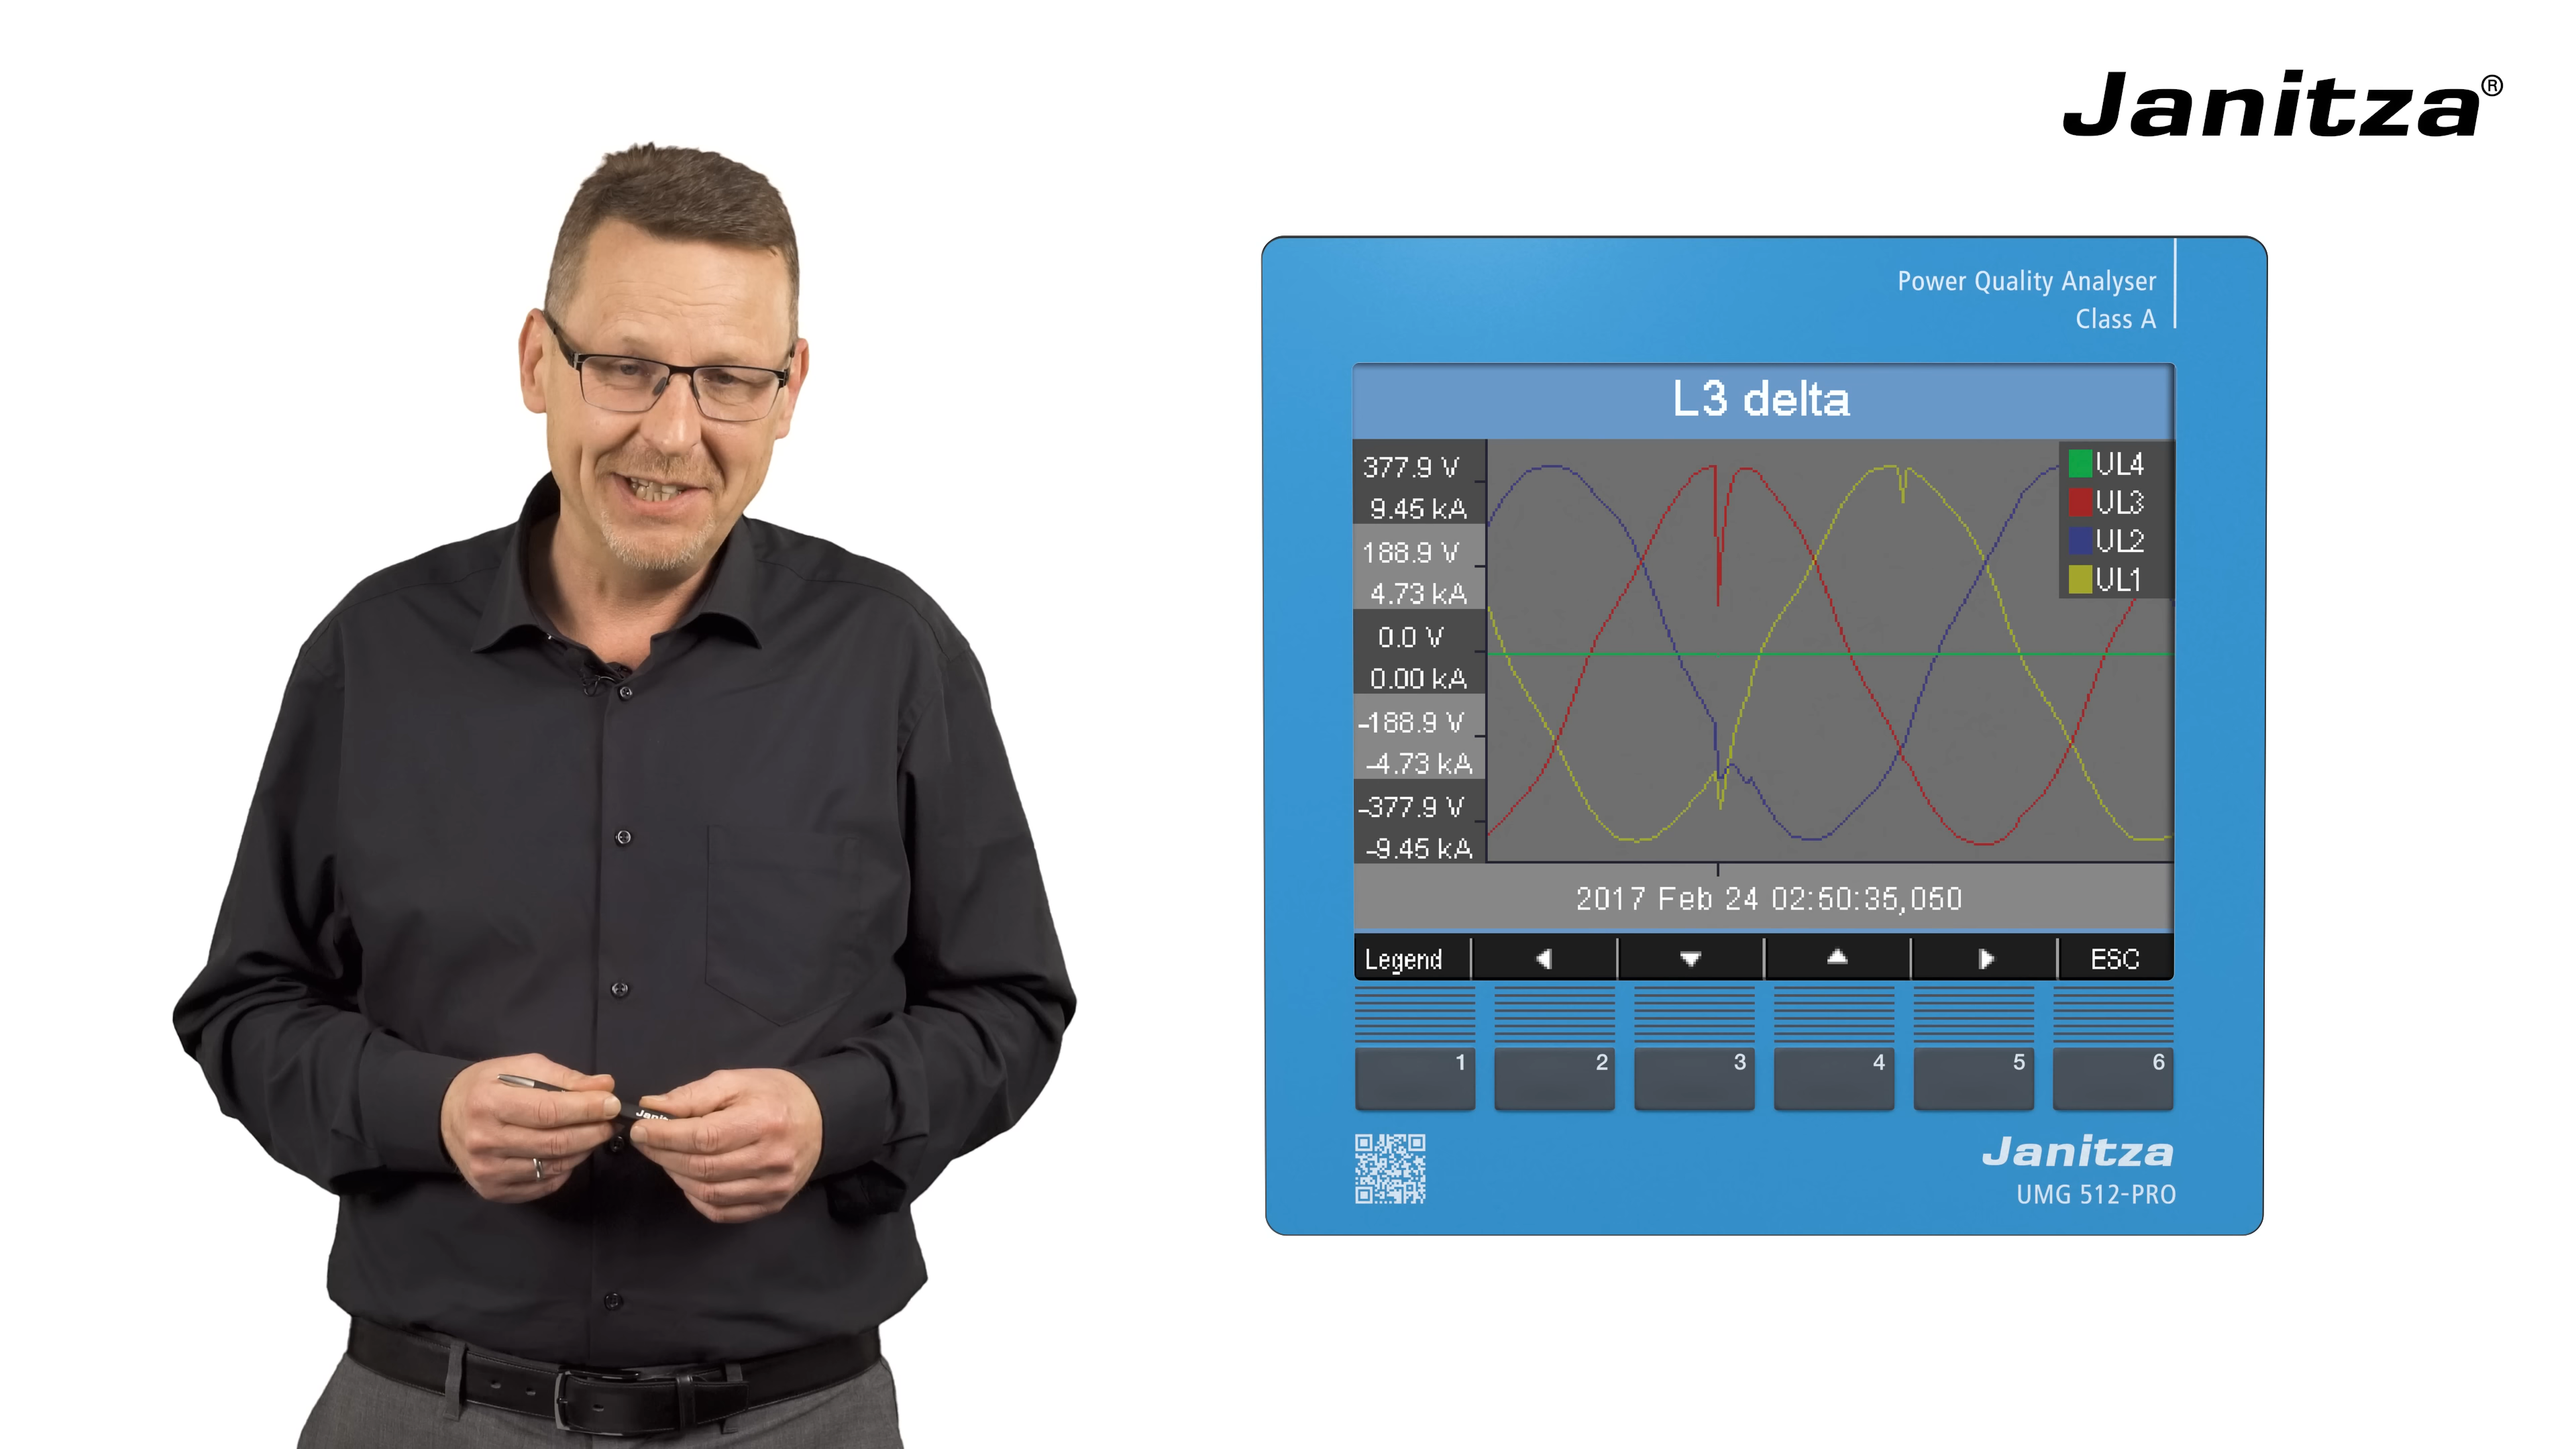 Janitza®
Power Quality Analyser
Class A
L3 delta
377.9 V
9.45 kA
188.9 V
4.73 kA
0.0 V
0.00 kA
-188.9 V
-4.73 kA
-377.9 V
-9.45 kA
UL4
UL3
UL2
UL1
2017 Feb 24 02:50:35,050
Legend
ESC
1 2 3 4 5 6
Janitza
UMG 512-PRO